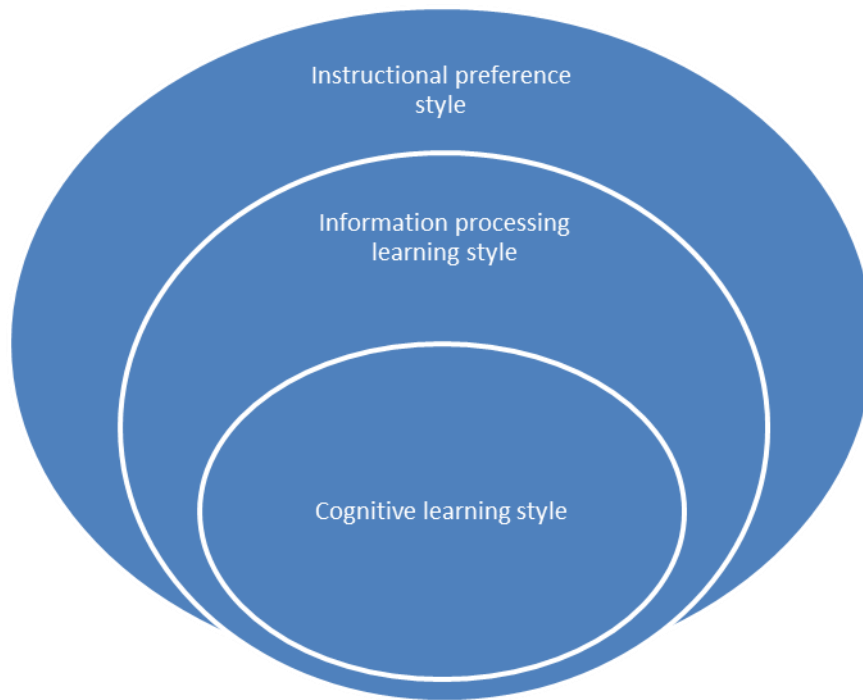 Instructional preference
style
Information processing
learning style
Cognitive learning style